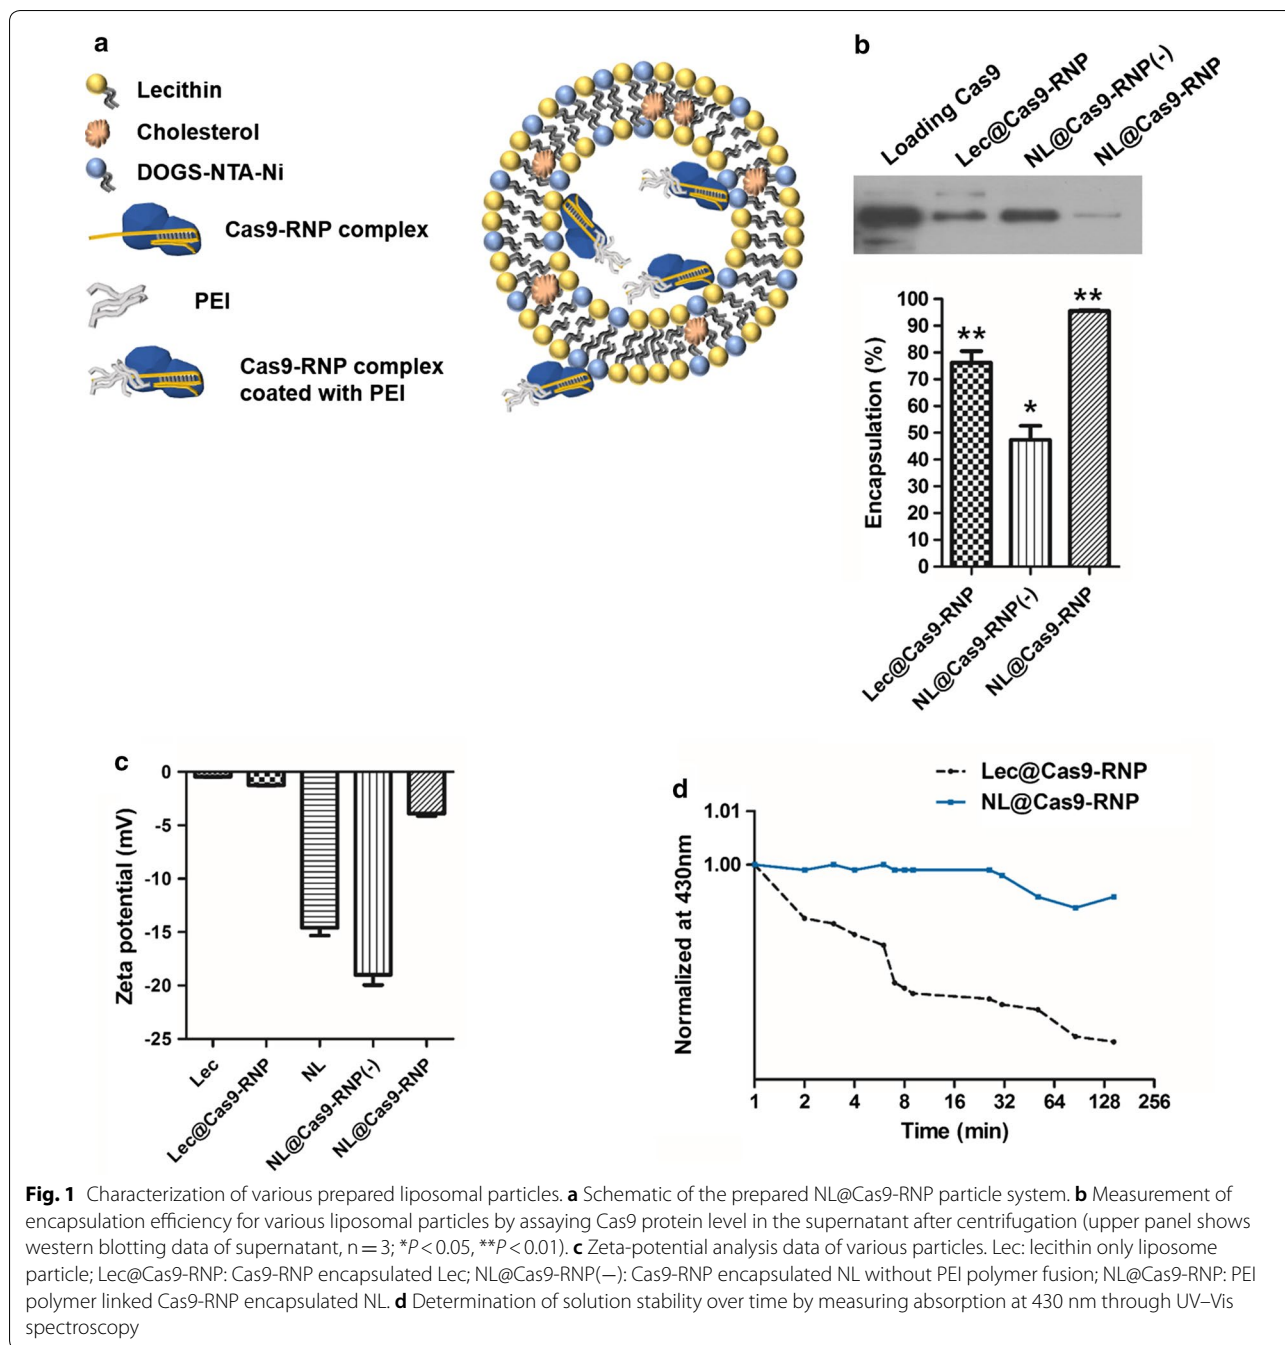 a
Lecithin
Cholesterol
DOGS-NTA-Ni
Cas9-RNP complex
PEI
Cas9-RNP complex
coated with PEI
b
Loading Cas9
Lec@Cas9-RNP
NL@Cas9-RNP(-)
NL@Cas9-RNP
Encapsulation (%)
100
90
80
70
60
50
40
30
20
10
0
**
*
**
Lec@Cas9-RNP
NL@Cas9-RNP(-)
NL@Cas9-RNP
c
Zeta potential (mV)
0
-5
-10
-15
-20
-25
Lec
Lec@Cas9-RNP
NL
NL@Cas9-RNP(-)
NL@Cas9-RNP
d
Lec@Cas9-RNP
NL@Cas9-RNP
Normalized at 430nm
1.01
1.00
1 2 4 8 16 32 64 128 256
Time (min)
Fig. 1 Characterization of various prepared liposomal particles. a Schematic of the prepared NL@Cas9-RNP particle system. b Measurement of
encapsulation efficiency for various liposomal particles by assaying Cas9 protein level in the supernatant after centrifugation (upper panel shows
western blotting data of supernatant, n = 3; *P < 0.05, **P < 0.01). c Zeta-potential analysis data of various particles. Lec: lecithin only liposome
particle; Lec@Cas9-RNP: Cas9-RNP encapsulated Lec; NL@Cas9-RNP(—): Cas9-RNP encapsulated NL without PEI polymer fusion; NL@Cas9-RNP: PEI
polymer linked Cas9-RNP encapsulated NL. d Determination of solution stability over time by measuring absorption at 430 nm through UV–Vis
spectroscopy